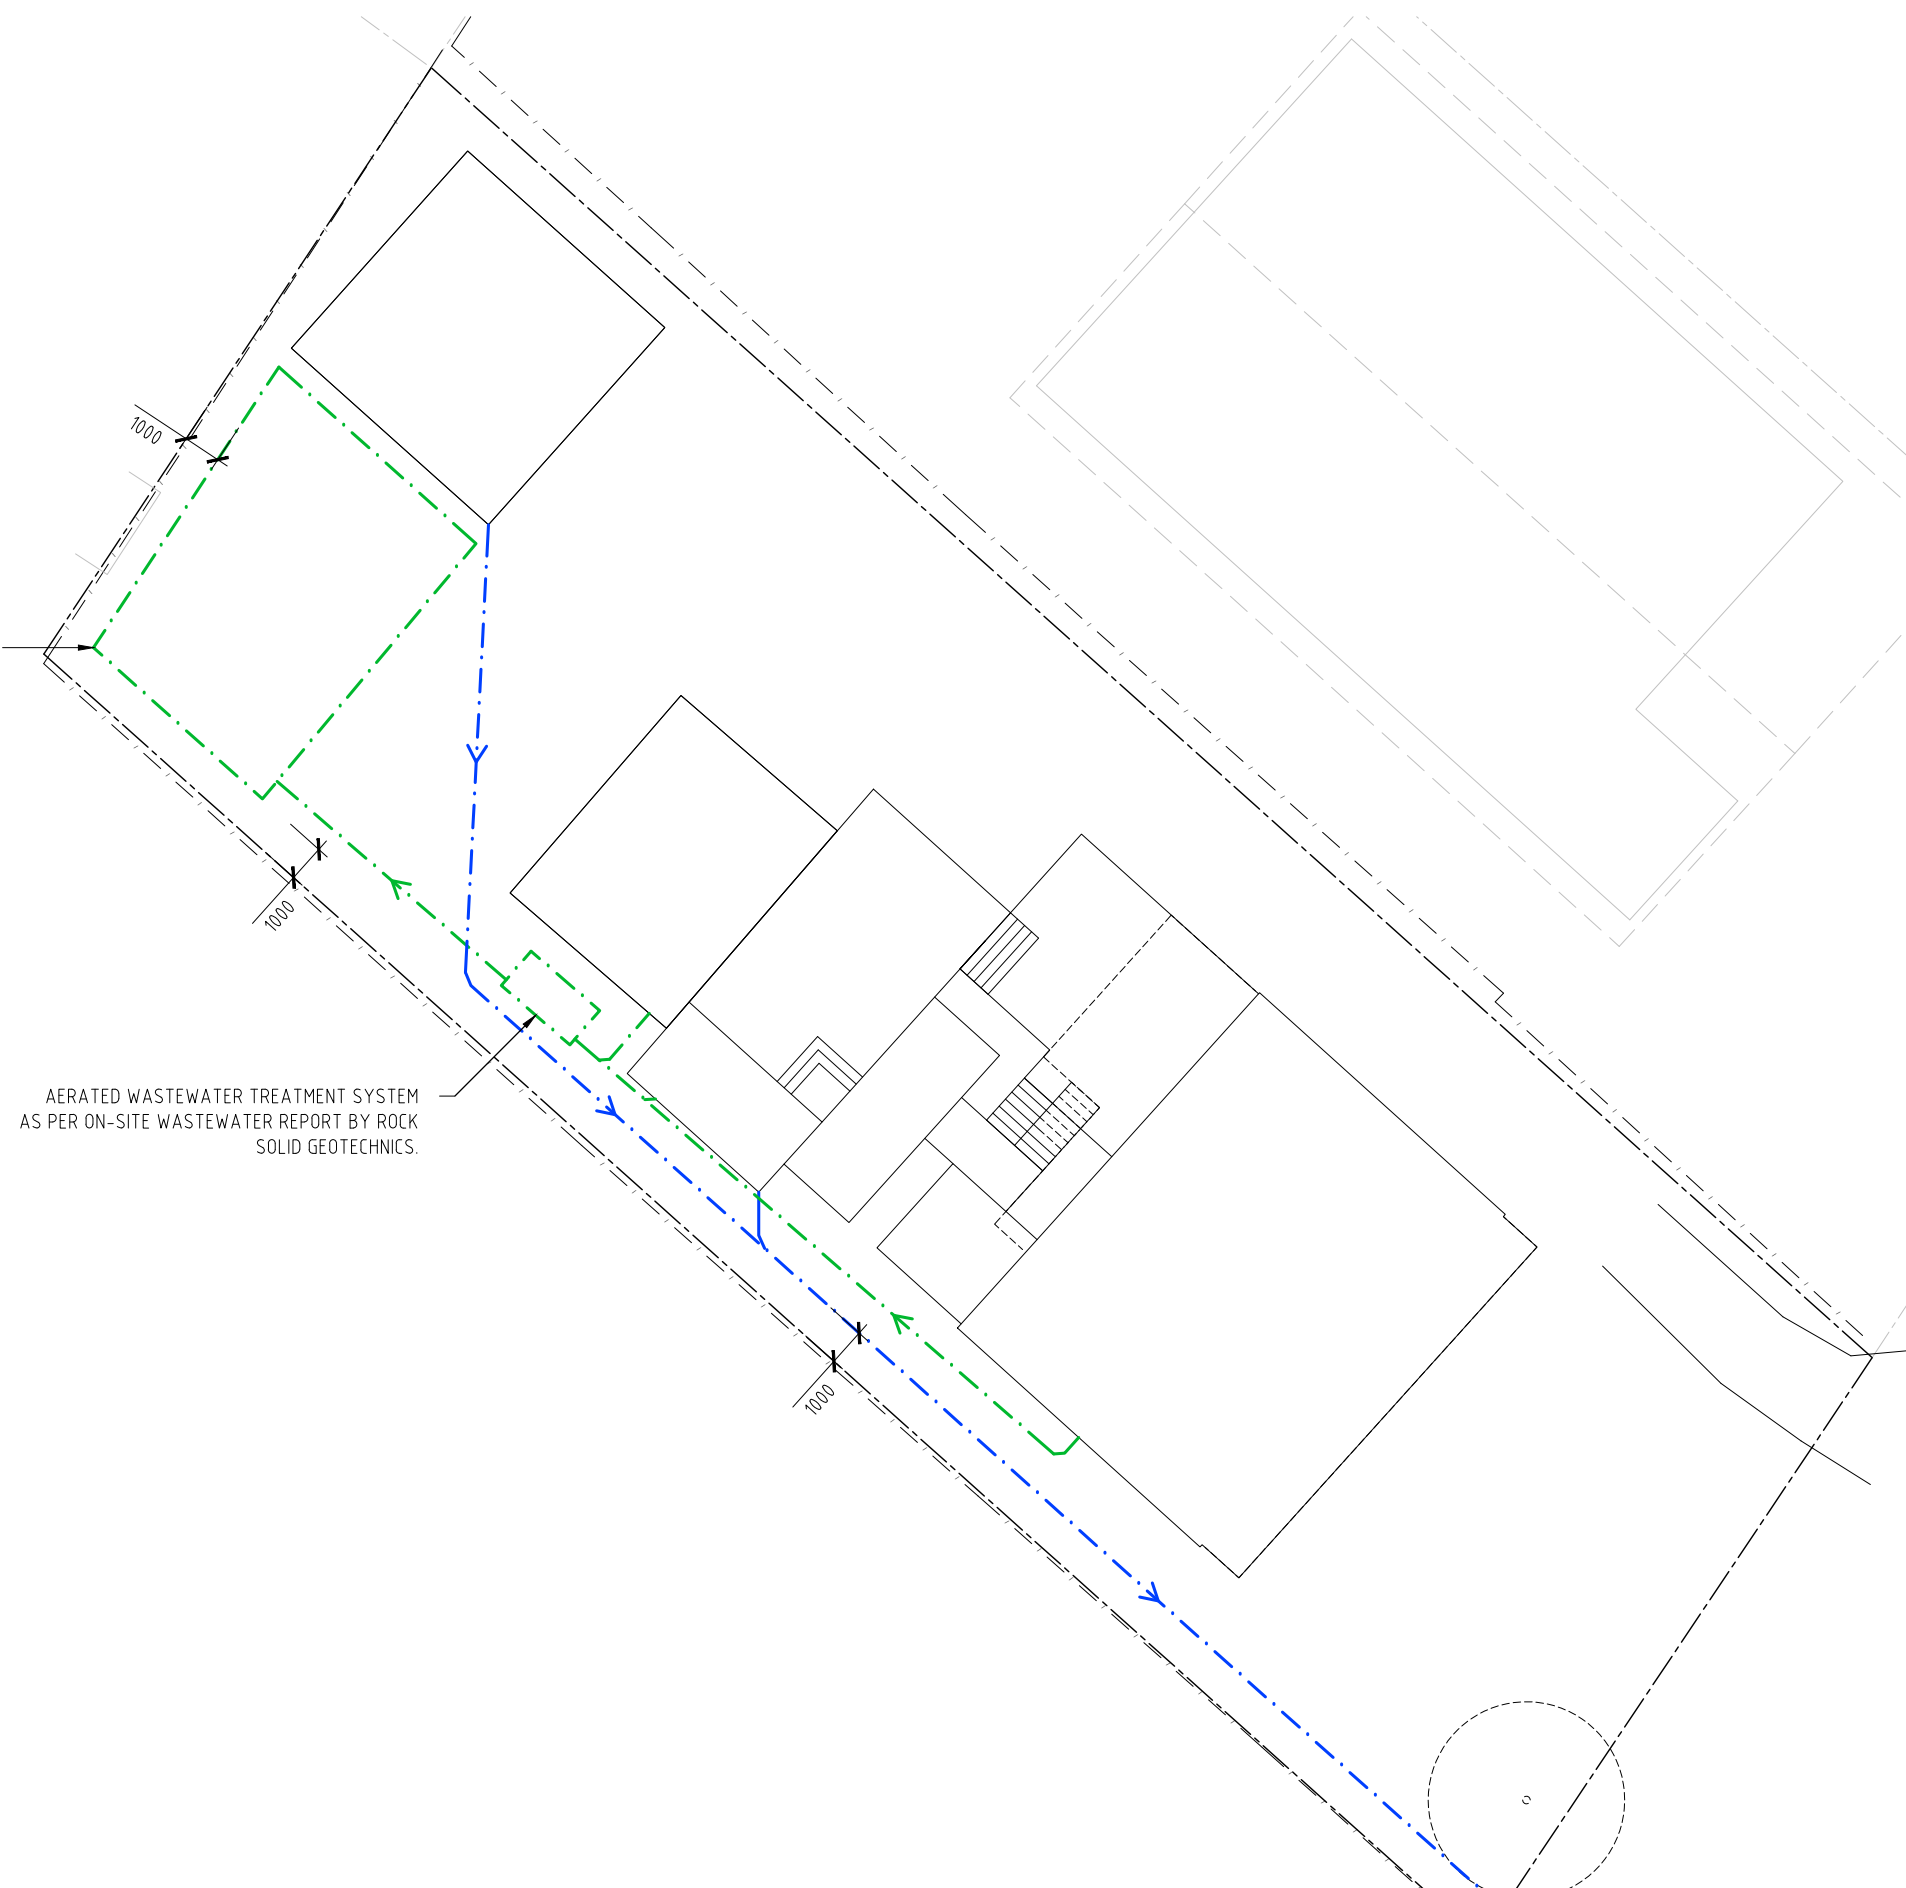 1000
1000
AERATED WASTEWATER TREATMENT SYSTEM
AS PER ON-SITE WASTEWATER REPORT BY ROCK
SOLID GEOTECHNICS.
1000